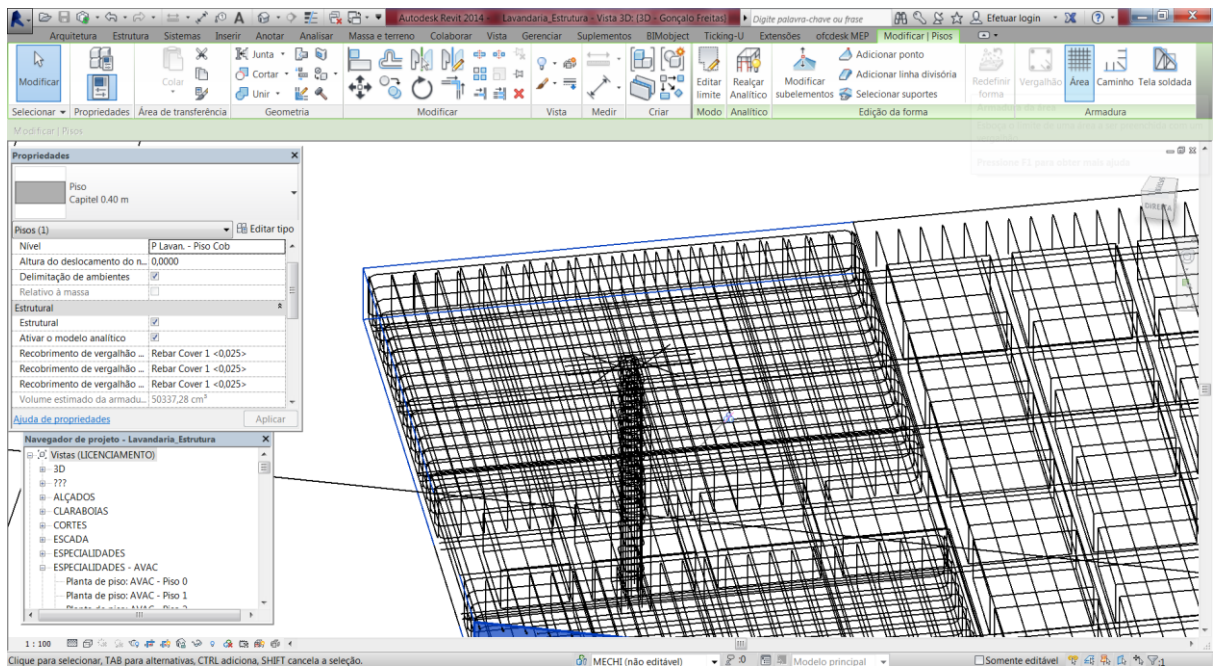 Autodesk Revit 2014 - Lavandaria_Estrutura - Vista 3D: {3D - Gonçalo Freitas}
Digite palavra-chave ou frase
Efetuar login
Arquitetura Estrutura Sistemas Inserir Anotar Analisar Massa e terreno Colaborar Vista Gerenciar Suplementos BIMobject Ticking-U Extensões ofcdesk MEP Modificar | Pisos
Modificar
Colar
Junta
Cortar
Unir
Editar limite
Realçar Analítico
Modificar subelementos
Adicionar ponto
Adicionar linha divisória
Selecionar suportes
Redefinir forma
Vergalhão
Área
Caminho
Tela soldada
Selecionar Propriedades Área de transferência Geometria Modificar Vista Medir Criar Modo Analítico Edição da forma Armadura
Modificar | Pisos
Pressione F1 para obter mais ajuda
Propriedades
Piso
Capitel 0.40 m
Pisos (1)
Editar tipo
Nível P Lavan. - Piso Cob
Altura do deslocamento do n... 0,0000
Delimitação de ambientes
Relativo à massa
Estrutural
Estrutural
Ativar o modelo analítico
Recobrimento de vergalhão ... Rebar Cover 1 <0,025>
Recobrimento de vergalhão ... Rebar Cover 1 <0,025>
Recobrimento de vergalhão ... Rebar Cover 1 <0,025>
Volume estimado da armadu... 50337,28 cm³
Ajuda de propriedades
Aplicar
Navegador de projeto - Lavandaria_Estrutura
Vistas (LICENCIAMENTO)
3D
???
ALÇADOS
CLARABOIAS
CORTES
ESCADA
ESPECIALIDADES
ESPECIALIDADES - AVAC
Planta de piso: AVAC - Piso 0
Planta de piso: AVAC - Piso 1
DIREITA
1 : 100
Clique para selecionar, TAB para alternativas, CTRL adiciona, SHIFT cancela a seleção.
MECHI (não editável)
:0
Modelo principal
Somente editável
:1